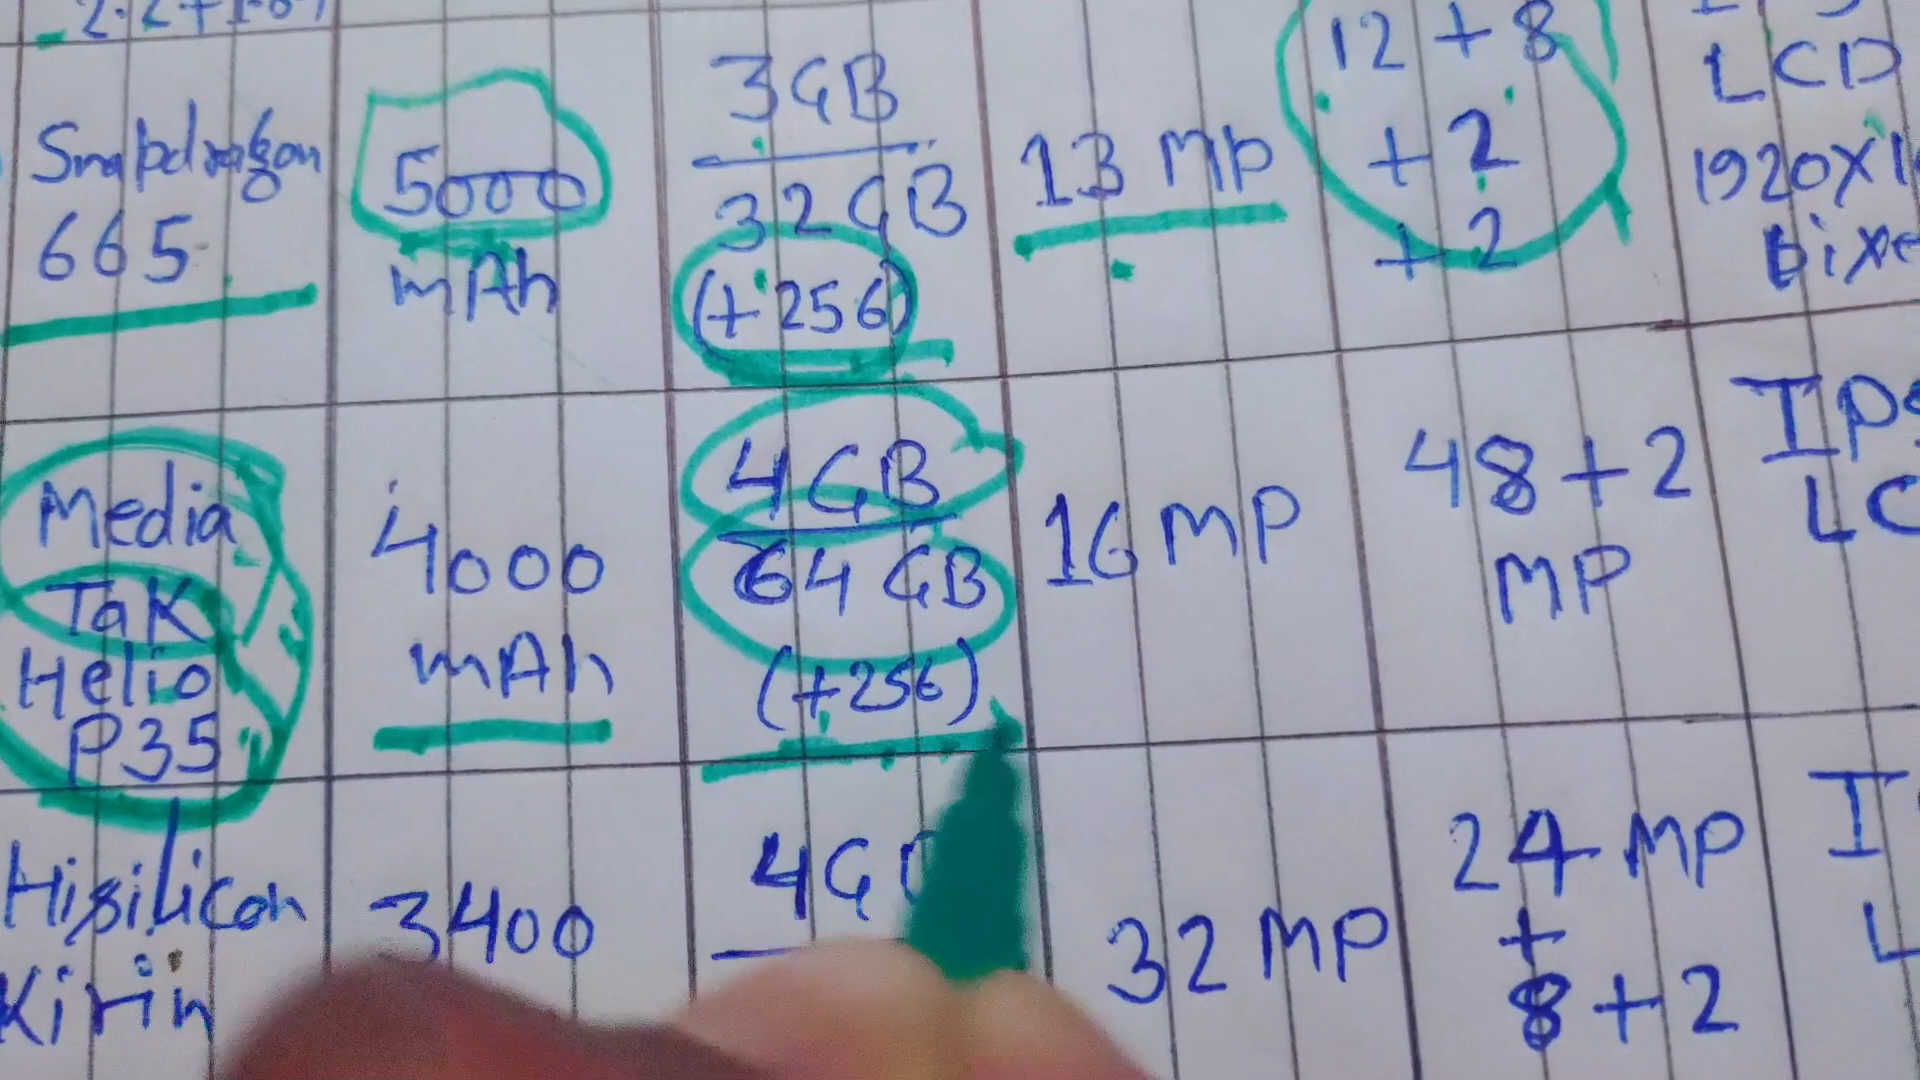 Snapdragon
665
5000
mAh
3GB
32GB
(+256)
13 MP
12 + 8
+ 2
+ 2
LCD
Media
Tak
Helio
P35
4000
mAh
4GB
64GB
(+256)
16 MP
48 + 2
MP
Hisilicon
Kirin
3400
32 MP
24 MP
+
8 + 2